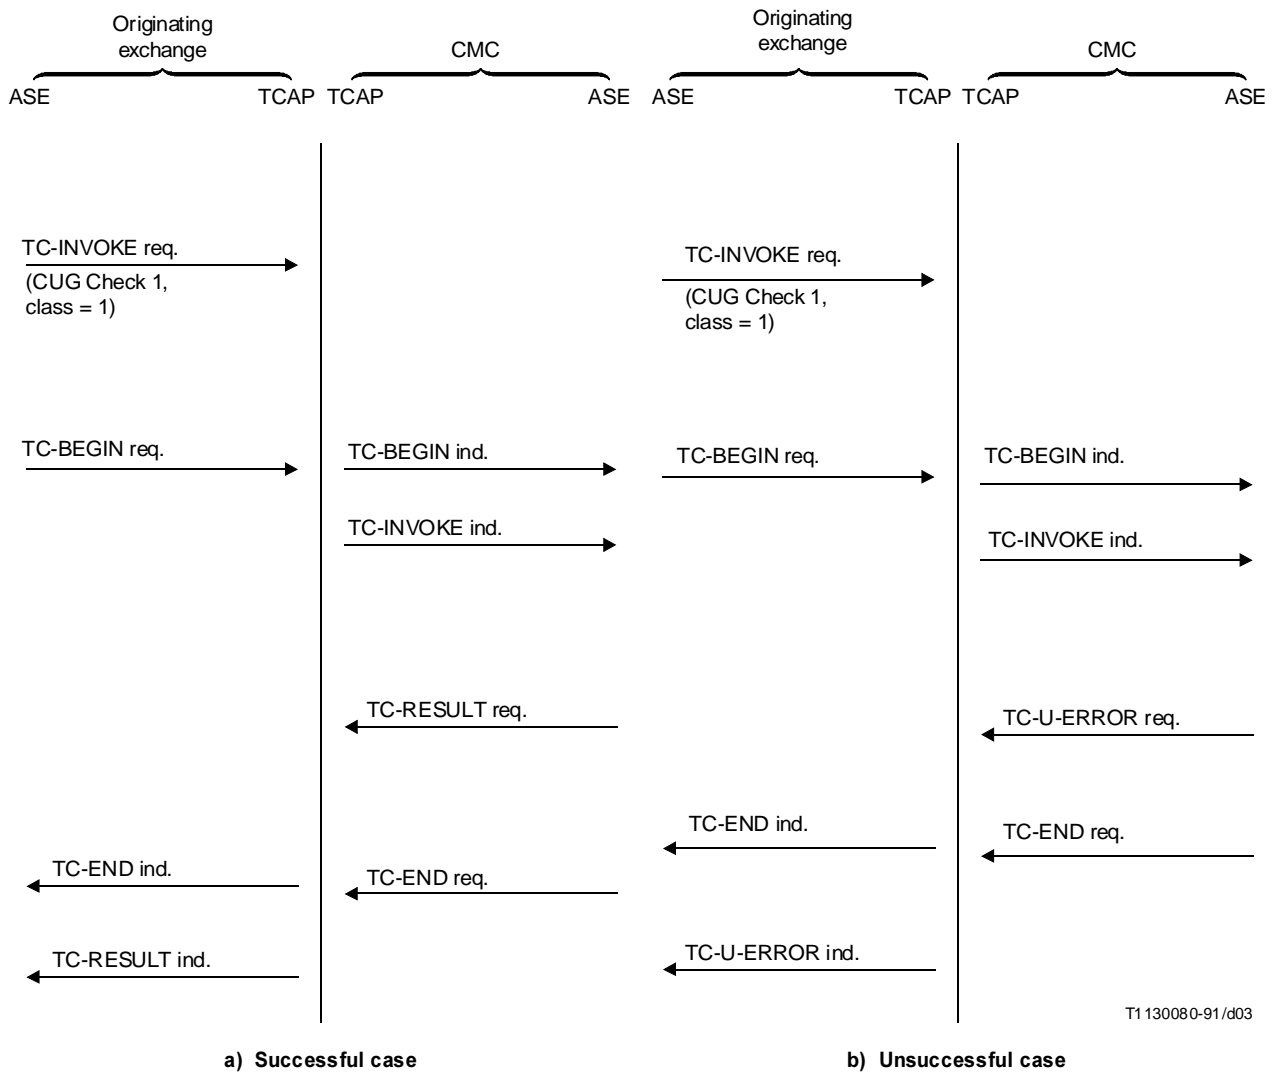 Originating
exchange
CMC
ASE TCAP TCAP ASE
TC-INVOKE req.
(CUG Check 1,
class = 1)
TC-BEGIN req.
TC-BEGIN ind.
TC-INVOKE ind.
TC-RESULT req.
TC-END ind.
TC-END req.
TC-RESULT ind.
a) Successful case
Originating
exchange
CMC
ASE TCAP TCAP ASE
TC-INVOKE req.
(CUG Check 1,
class = 1)
TC-BEGIN req.
TC-BEGIN ind.
TC-INVOKE ind.
TC-U-ERROR req.
TC-END ind.
TC-END req.
TC-U-ERROR ind.
T1130080-91/d03
b) Unsuccessful case